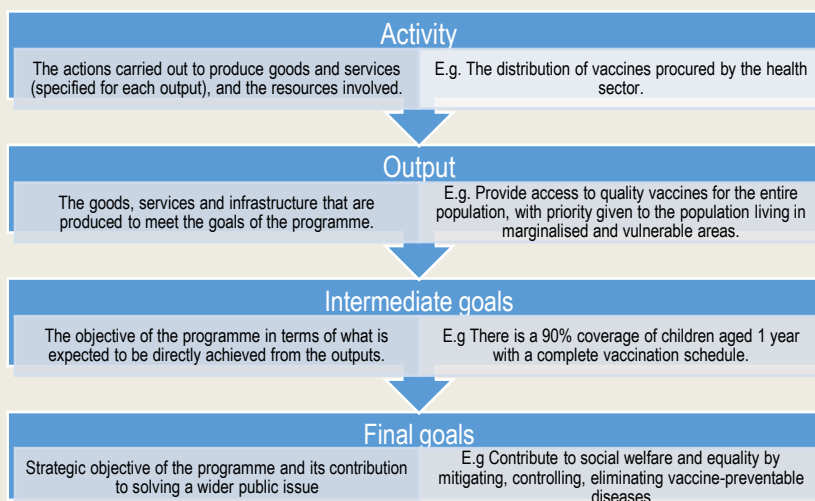 Activity
The actions carried out to produce goods and services
(specified for each output), and the resources involved.
E.g. The distribution of vaccines procured by the health
sector.
Output
The goods, services and infrastructure that are
produced to meet the goals of the programme.
E.g. Provide access to quality vaccines for the entire
population, with priority given to the population living in
marginalised and vulnerable areas.
Intermediate goals
The objective of the programme in terms of what is
expected to be directly achieved from the outputs.
E.g There is a 90% coverage of children aged 1 year
with a complete vaccination schedule.
Final goals
Strategic objective of the programme and its contribution
to solving a wider public issue
E.g Contribute to social welfare and equality by
mitigating, controlling, eliminating vaccine-preventable
diseases